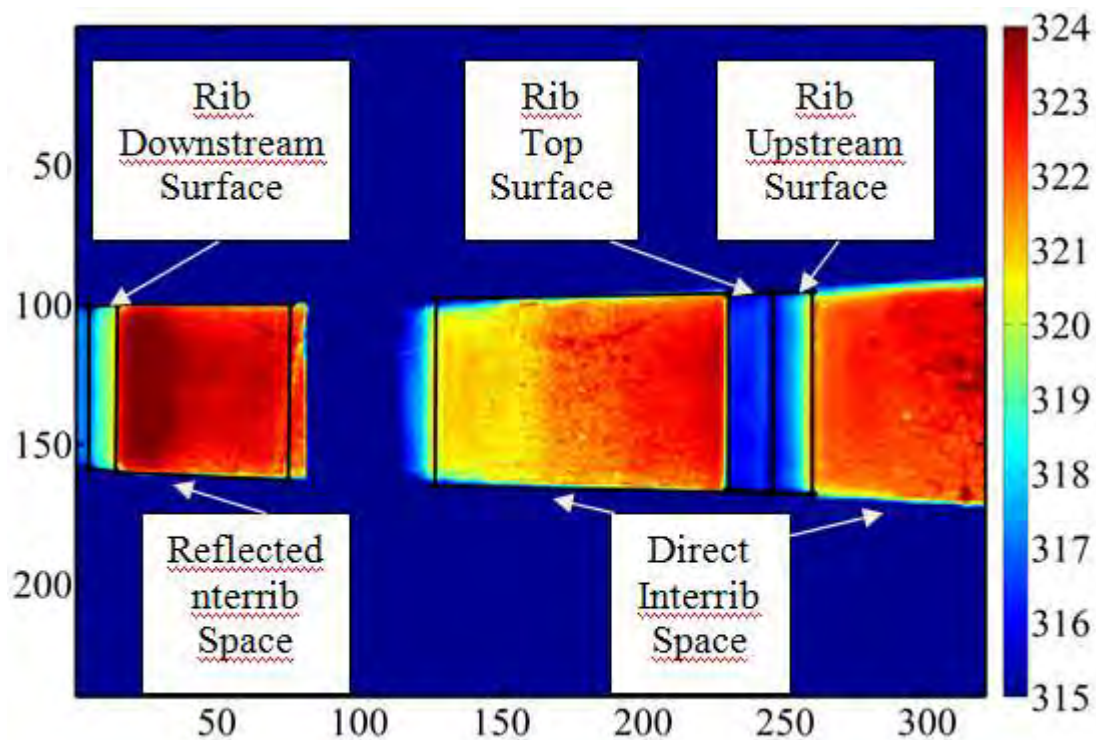 Rib
Downstream
Surface
Rib
Top
Surface
Rib
Upstream
Surface
Reflected
nterrib
Space
Direct
Interrib
Space
50
100
150
200
50
100
150
200
250
300
324
323
322
321
320
319
318
317
316
315